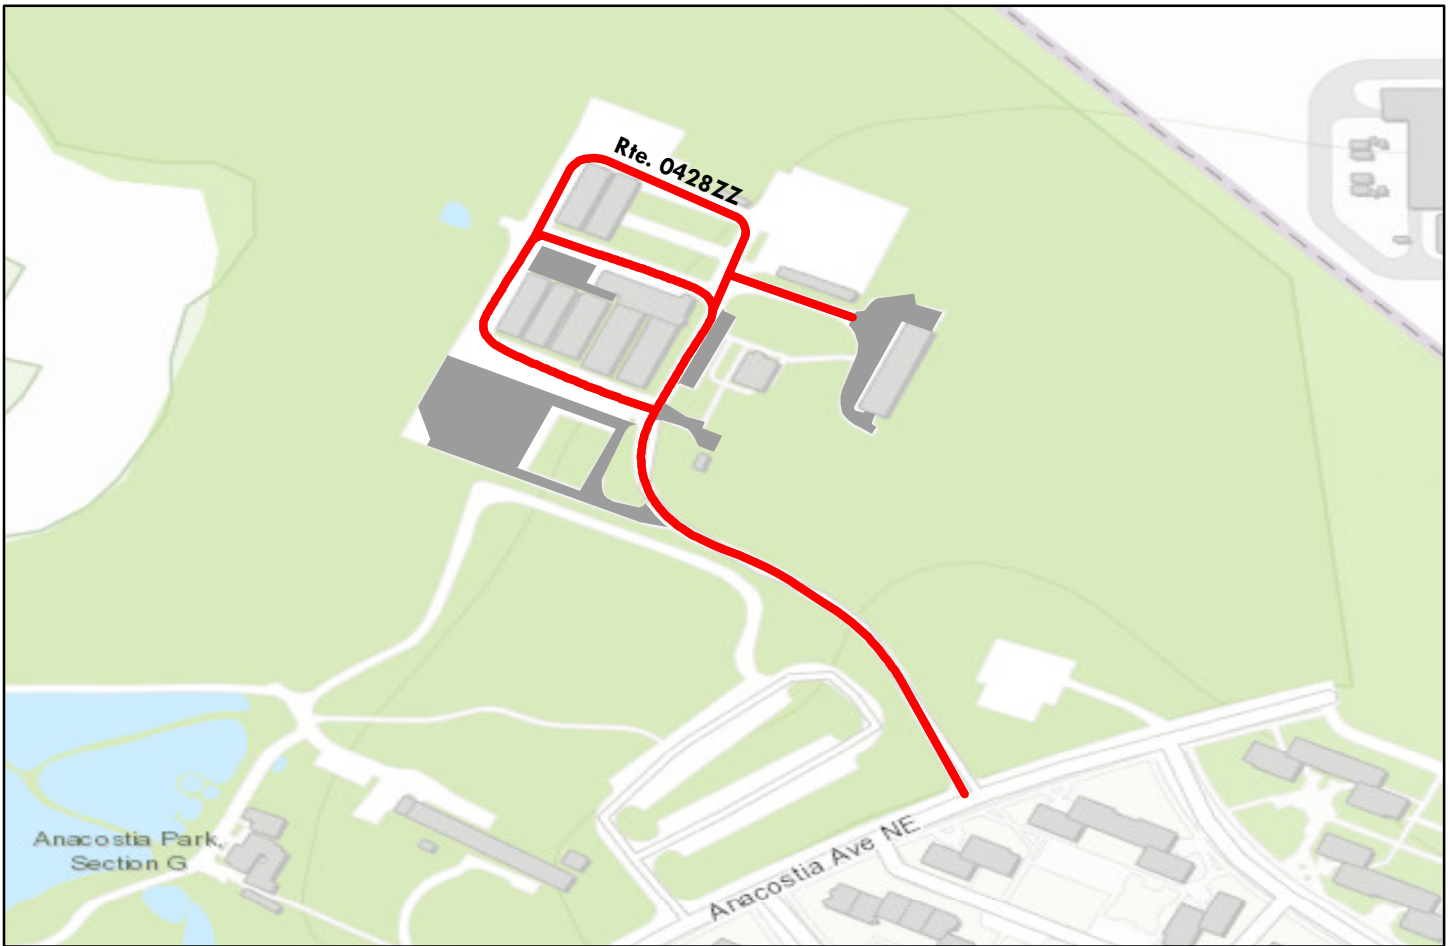 Rte. 0428ZZ
Anacostia Park,
Section G
Anacostia Ave NE